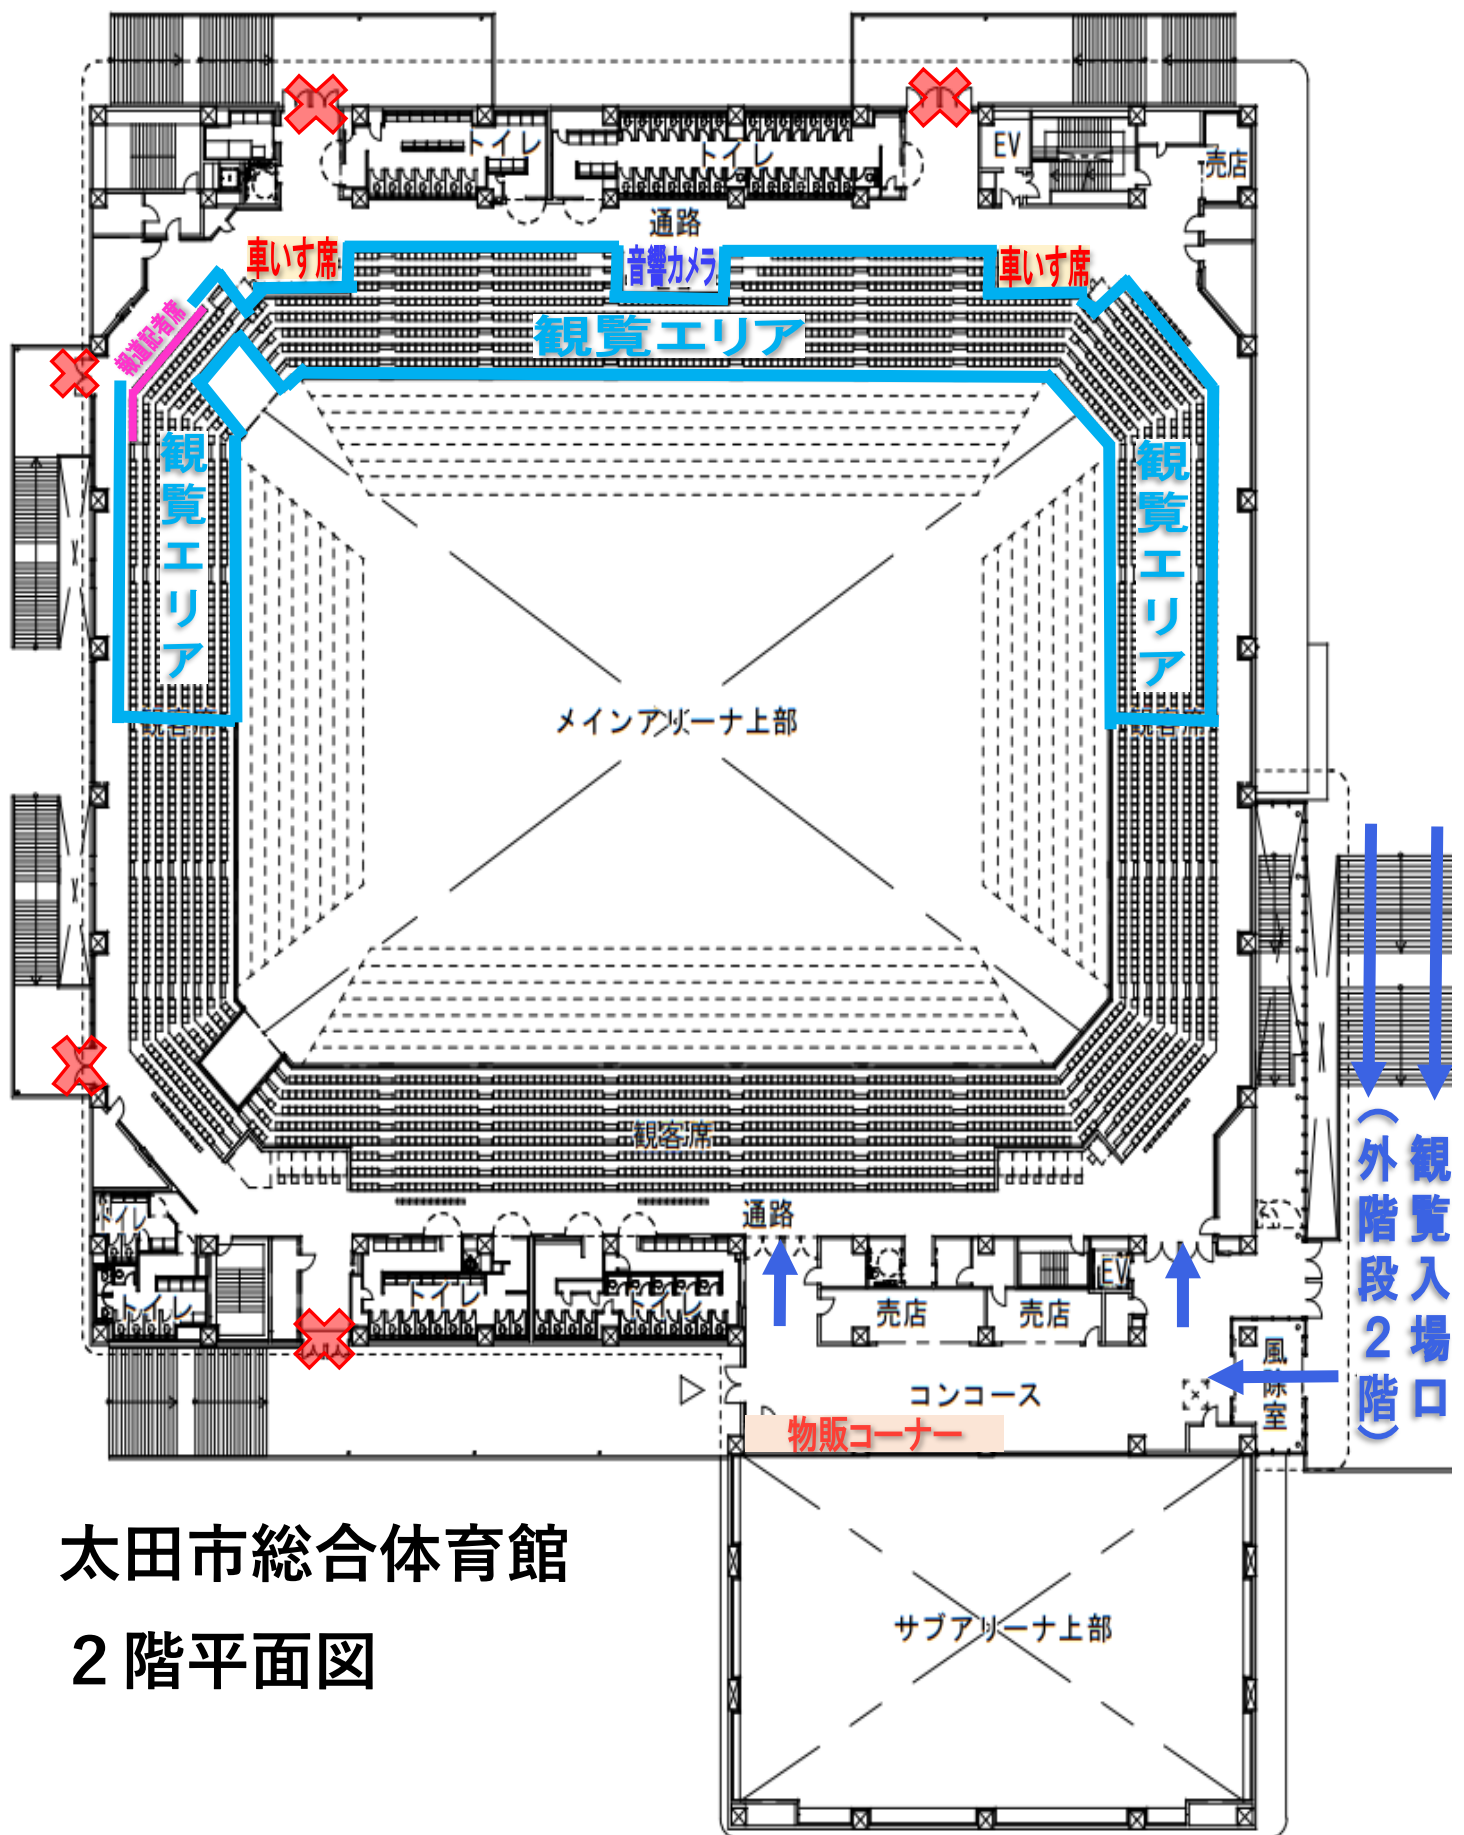 トイレ
トイレ
EV
売店
通路
車いす席
音響カメラ
車いす席
報道記者席
観覧エリア
観覧エリア
観覧エリア
メインアリーナ上部
観客席
観客席
観客席
通路
トイレ
トイレ
トイレ
トイレ
EV
売店
売店
観覧入場口
(外階段2階)
風除室
コンコース
物販コーナー
太田市総合体育館
2階平面図
サブアリーナ上部